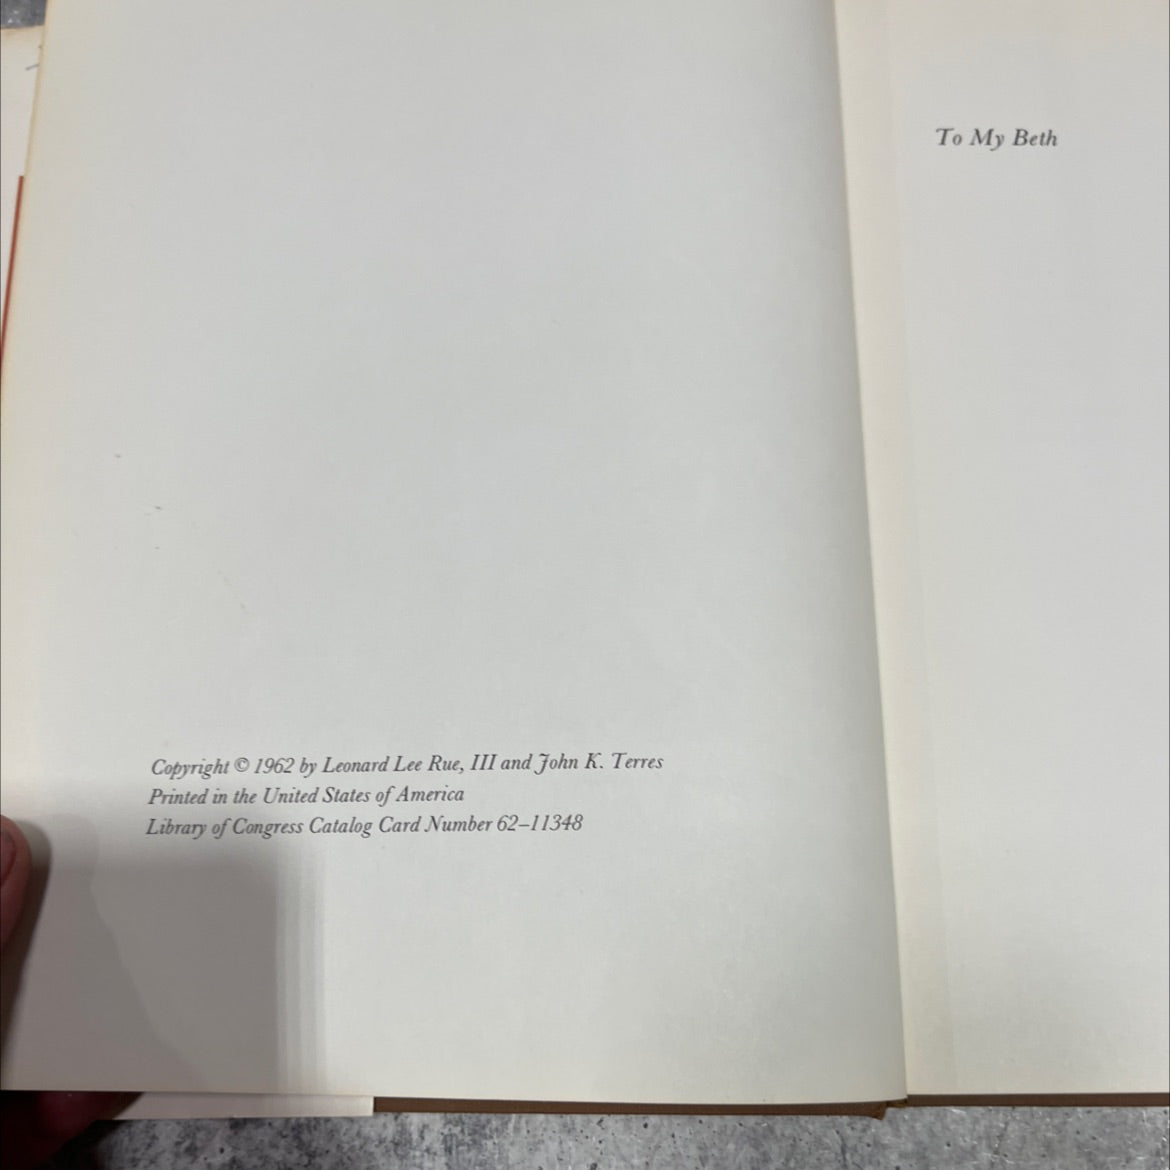 Copyright © 1962 by Leonard Lee Rue, III and John K. Terres
Printed in the United States of America
Library of Congress Catalog Card Number 62–11348
To My Beth